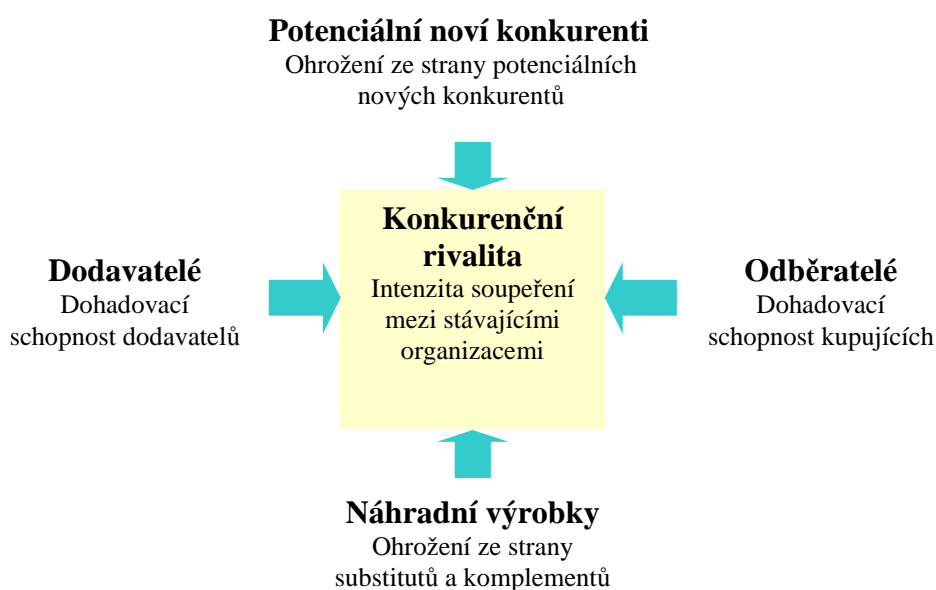 Potenciální noví konkurenti
Ohrožení ze strany potenciálních
nových konkurentů
Konkurenční
rivalita
Intenzita soupeření
mezi stávajícími
organizacemi
Dodavatelé
Dohadovací
schopnost dodavatelů
Odběratelé
Dohadovací
schopnost kupujících
Náhradní výrobky
Ohrožení ze strany
substitutů a komplementů